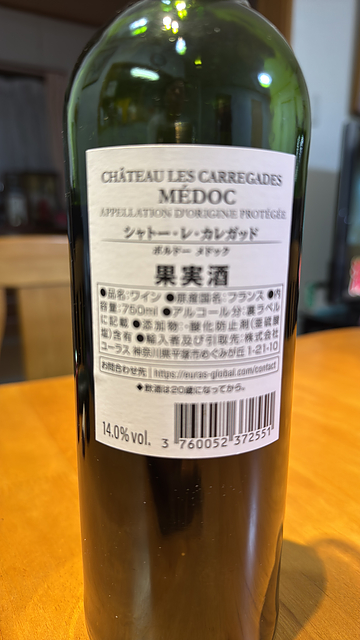 CHÂTEAU LES CARREGADES
MÉDOC
APPELLATION D'ORIGINE PROTÉGÉE
シャトー・レ・カレガッド
ボルドー メドック
果実酒
●品名:ワイン ●原産国名:フランス ●内
容量:750ml ●アルコール分:裏ラベル
に記載 ●添加物:酸化防止剤(亜硫酸
塩)含有 ●輸入者及び引取先:株式会社
ユーラス 神奈川県平塚市めぐみが丘1-21-10
お問合わせ先 https://euras-global.com/contact
◆飲酒は20歳になってから。
14.0% vol.
3 760052 372551